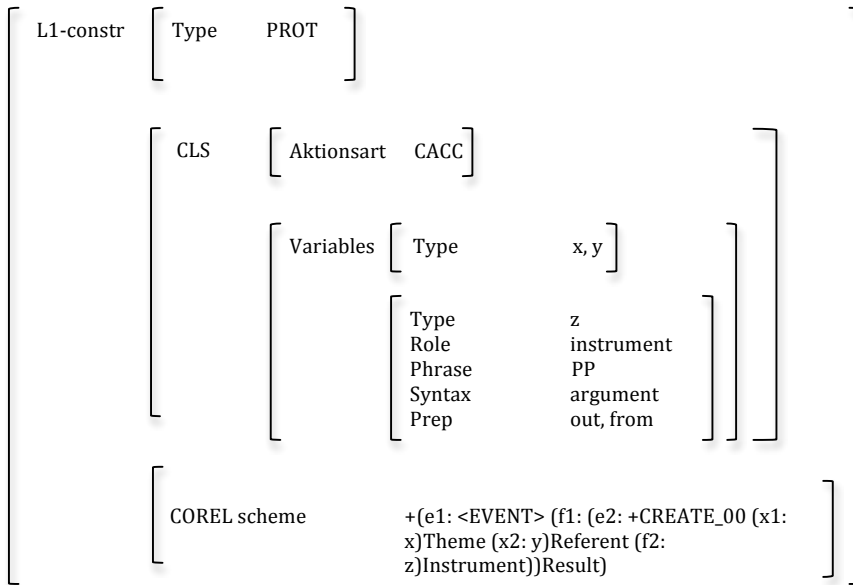 L1-constr Type PROT
CLS Aktionsart CACC
Variables Type x, y
Type z
Role instrument
Phrase PP
Syntax argument
Prep out, from
COREL scheme +(e1: <EVENT> (f1: (e2: +CREATE_00 (x1:
x)Theme (x2: y)Referent (f2:
z)Instrument))Result)